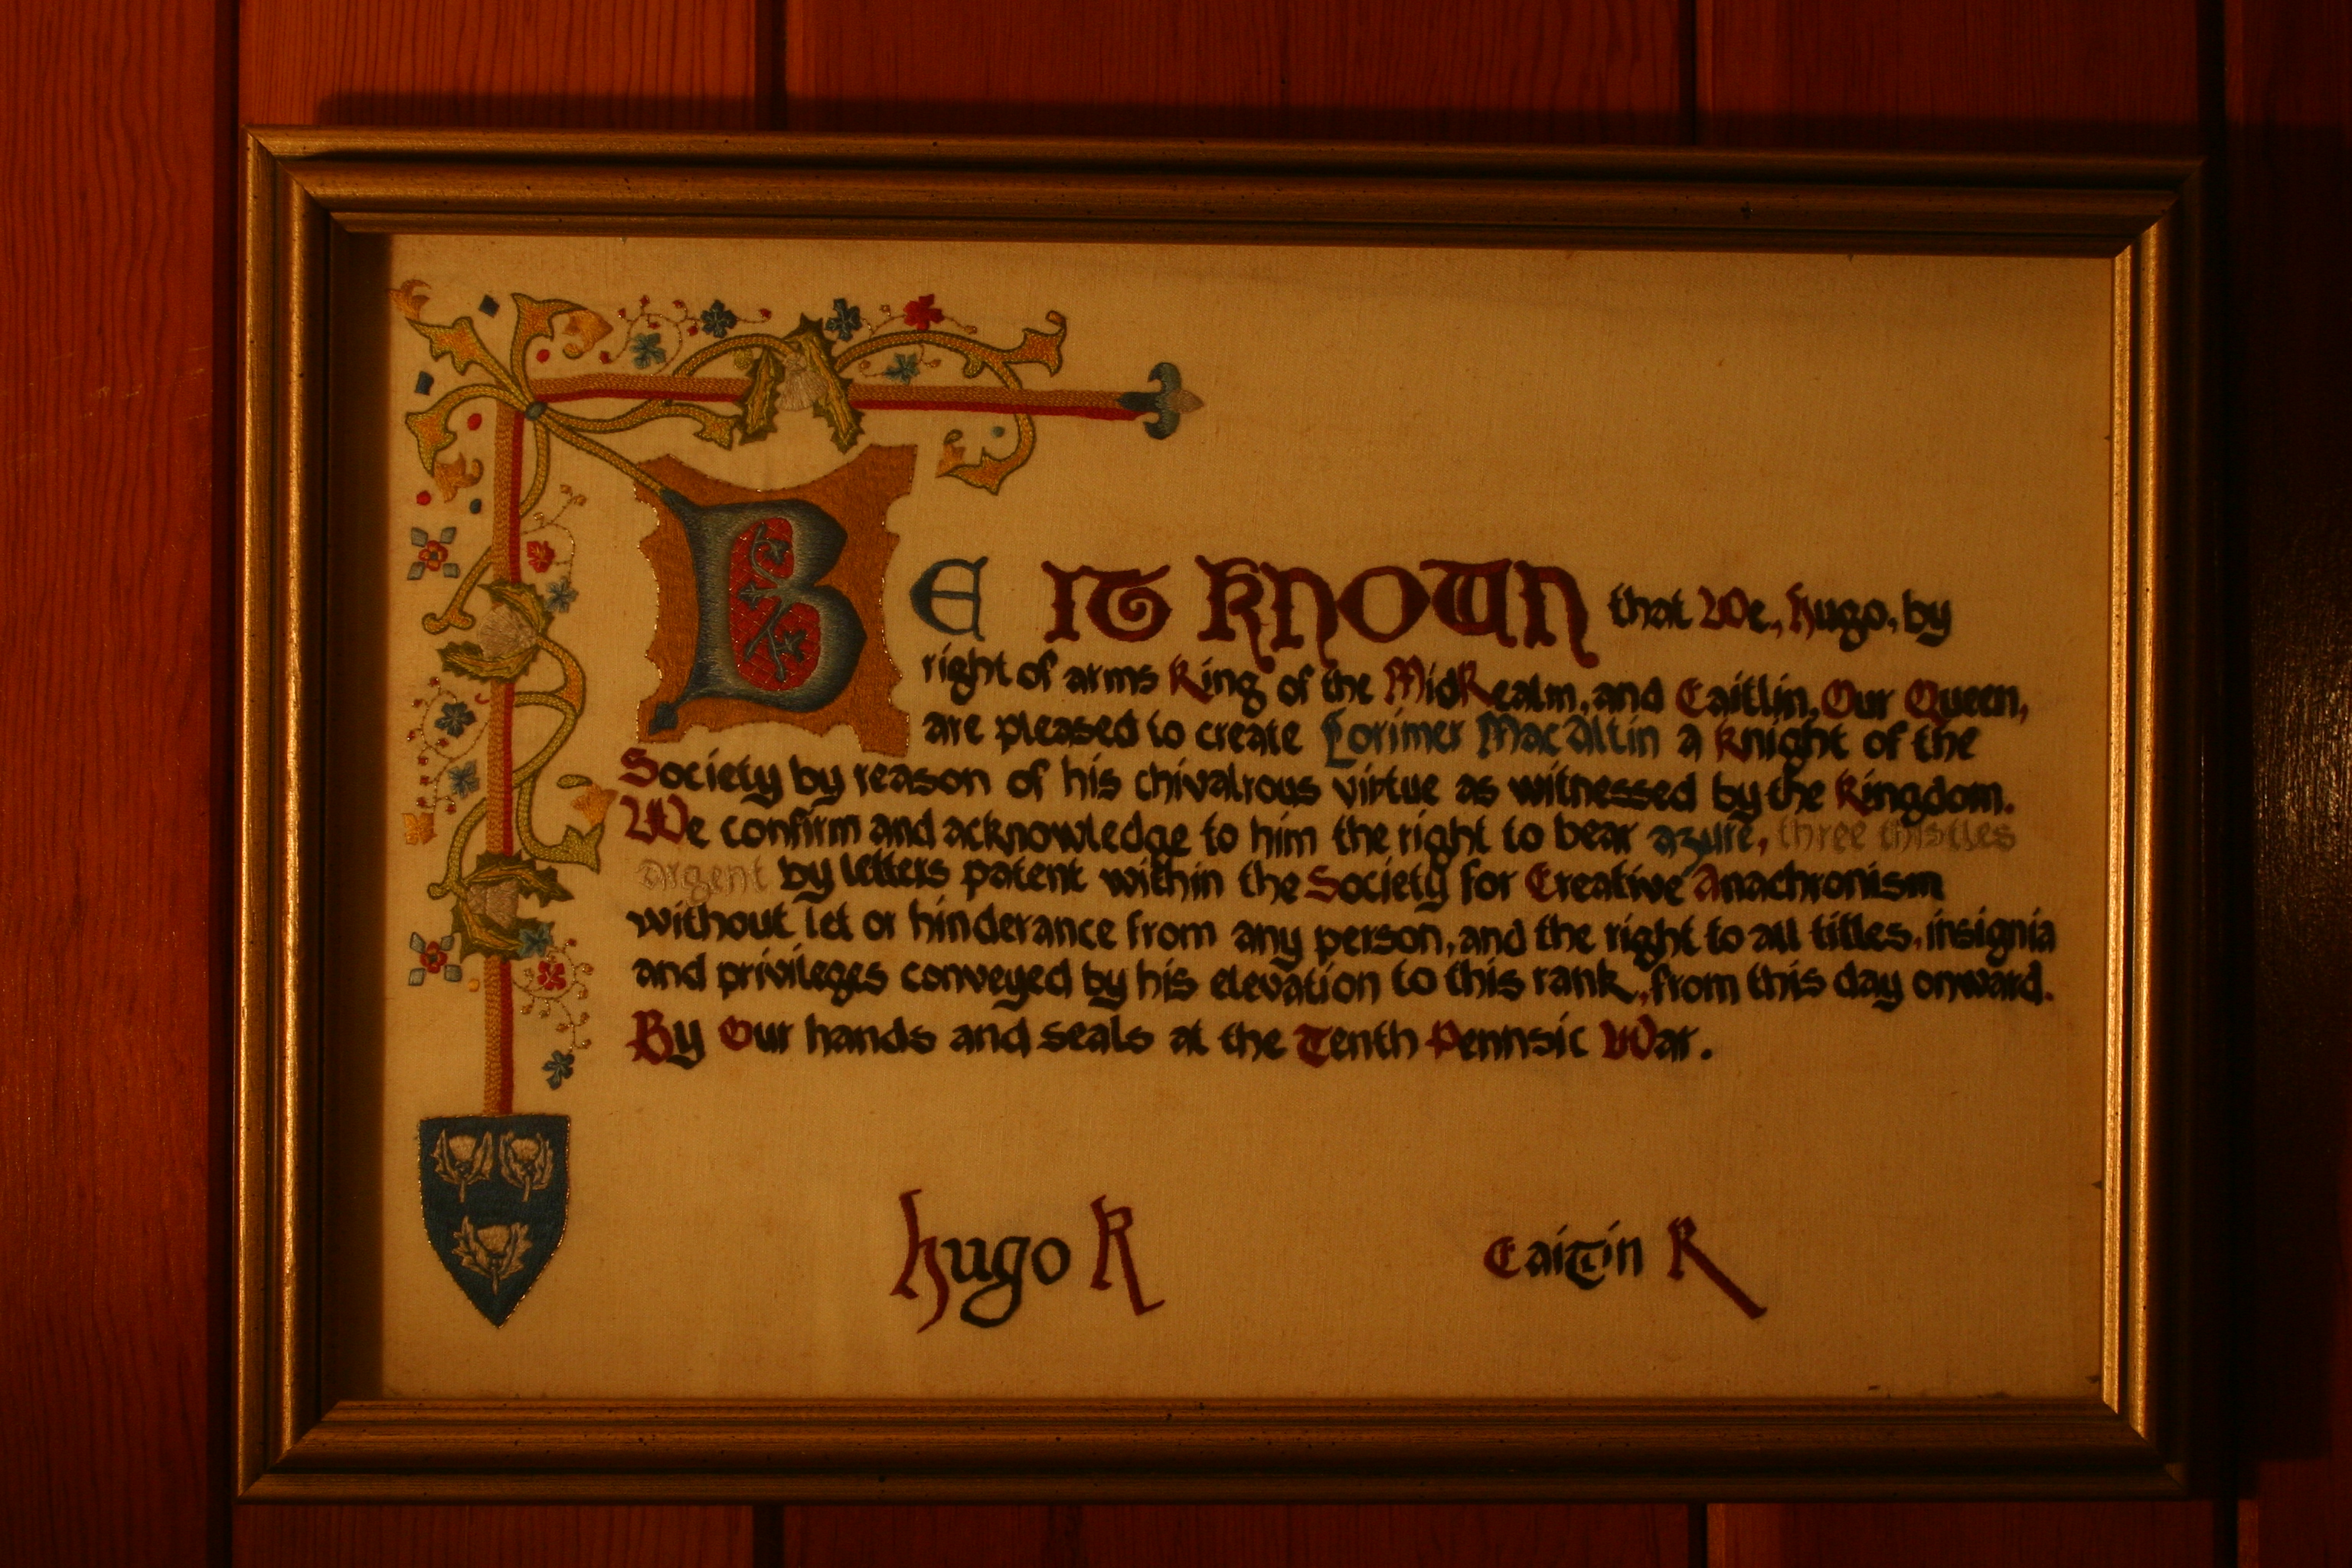 BE IT KNOWN that We, Hugo, by
right of arms King of the MidRealm, and Caitlin, Our Queen,
are pleased to create Lorimer MacAltin a Knight of the
Society by reason of his chivalrous virtue as witnessed by the Kingdom.
We confirm and acknowledge to him the right to bear azure, three thistles
argent by letters patent within the Society for Creative Anachronism
without let or hinderance from any person, and the right to all titles, insignia
and privileges conveyed by his elevation to this rank, from this day onward.
By Our hands and seals at the Tenth Pennsic War.
Hugo R
Caitlin R